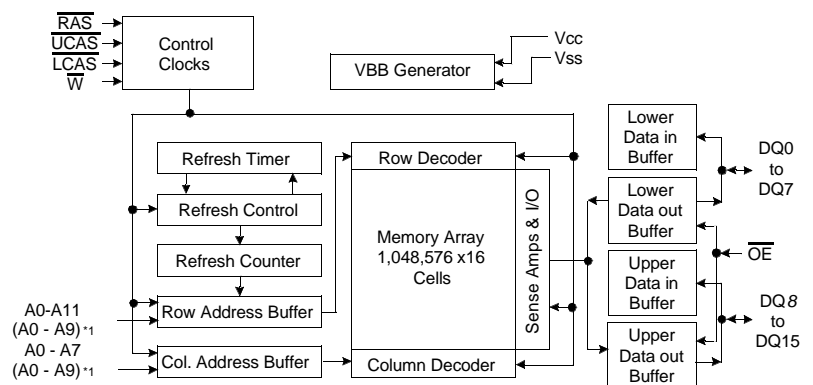 RAS
UCAS
LCAS
W
Control
Clocks
VBB Generator
Vcc
Vss
Refresh Timer
Refresh Control
Refresh Counter
Row Address Buffer
Col. Address Buffer
A0-A11
(A0 - A9)*1
A0 - A7
(A0 - A9)*1
Row Decoder
Memory Array
1,048,576 x16
Cells
Column Decoder
Sense Amps & I/O
Lower
Data in
Buffer
Lower
Data out
Buffer
Upper
Data in
Buffer
Upper
Data out
Buffer
DQ0
to
DQ7
OE
DQ8
to
DQ15